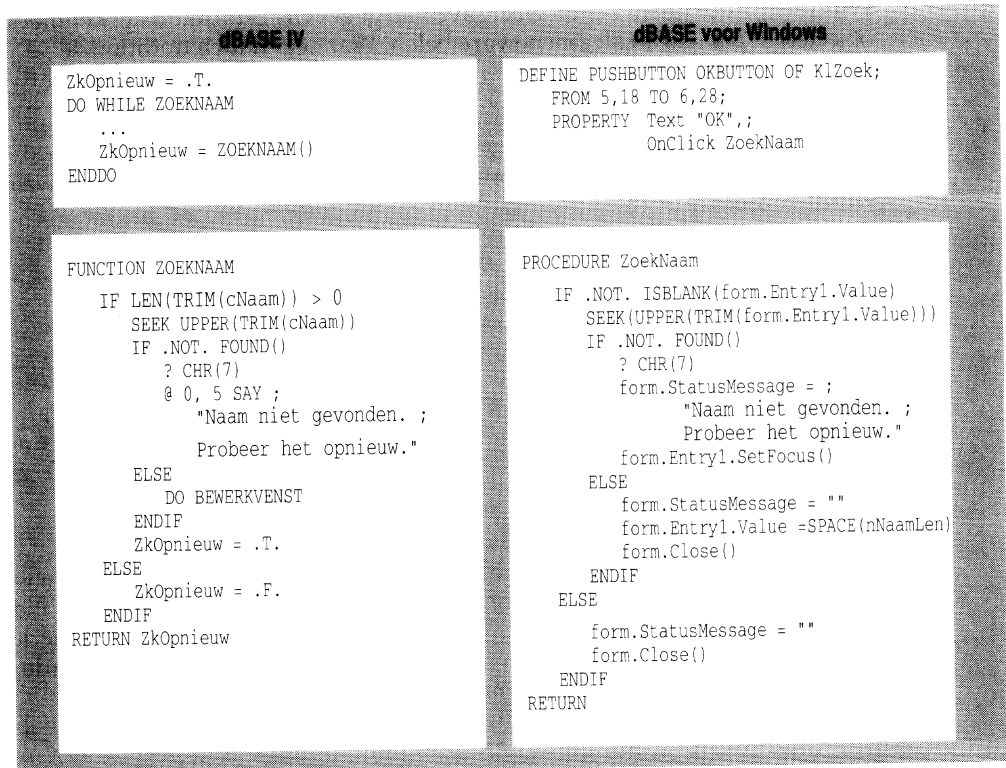 dBASE IV
ZkOpnieuw = .T.
DO WHILE ZOEKNAAM
...
ZkOpnieuw = ZOEKNAAM()
ENDDO
FUNCTION ZOEKNAAM
IF LEN(TRIM(cNaam)) > 0
SEEK UPPER(TRIM(cNaam))
IF .NOT. FOUND()
? CHR(7)
@ 0, 5 SAY ;
"Naam niet gevonden. ;
Probeer het opnieuw."
ELSE
DO BEWERKVENST
ENDIF
ZkOpnieuw = .T.
ELSE
ZkOpnieuw = .F.
ENDIF
RETURN ZkOpnieuw
dBASE voor Windows
DEFINE PUSHBUTTON OKBUTTON OF KlZoek;
FROM 5,18 TO 6,28;
PROPERTY Text "OK",;
OnClick ZoekNaam
PROCEDURE ZoekNaam
IF .NOT. ISBLANK(form.Entry1.Value)
SEEK(UPPER(TRIM(form.Entry1.Value)))
IF .NOT. FOUND()
? CHR(7)
form.StatusMessage = ;
"Naam niet gevonden. ;
Probeer het opnieuw."
form.Entry1.SetFocus()
ELSE
form.StatusMessage = ""
form.Entry1.Value =SPACE(nNaamLen)
form.Close()
ENDIF
ELSE
form.StatusMessage = ""
form.Close()
ENDIF
RETURN